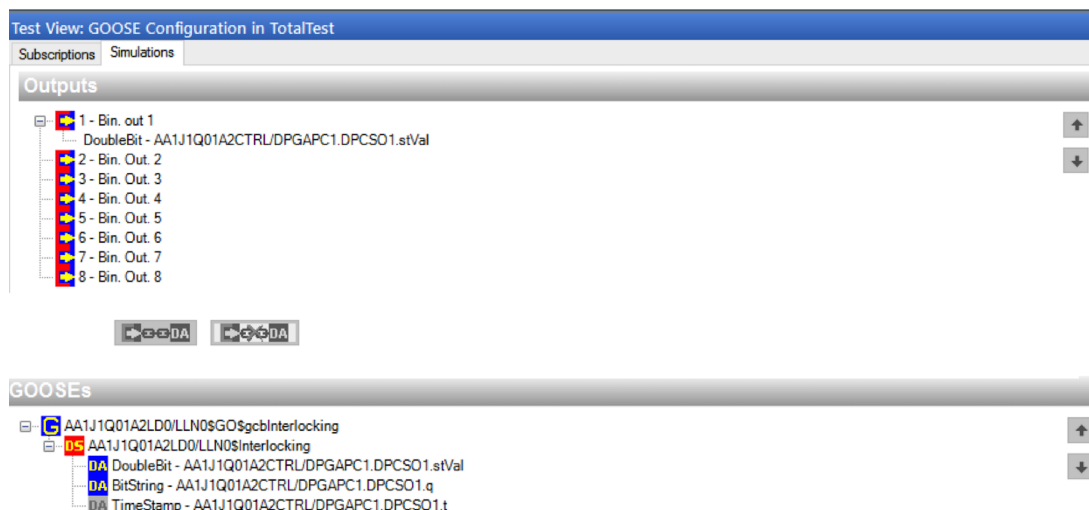 Test View: GOOSE Configuration in TotalTest
Subscriptions Simulations
Outputs
1 - Bin. out 1
DoubleBit - AA1J1Q01A2CTRL/DPGAPC1.DPCSO1.stVal
2 - Bin. Out. 2
3 - Bin. Out. 3
4 - Bin. Out. 4
5 - Bin. Out. 5
6 - Bin. Out. 6
7 - Bin. Out. 7
8 - Bin. Out. 8
DA DA
GOOSEs
G AA1J1Q01A2LD0/LLN0$GO$gcbInterlocking
DS AA1J1Q01A2LD0/LLN0$Interlocking
DA DoubleBit - AA1J1Q01A2CTRL/DPGAPC1.DPCSO1.stVal
DA BitString - AA1J1Q01A2CTRL/DPGAPC1.DPCSO1.q
DA TimeStamp - AA1J1Q01A2CTRL/DPGAPC1.DPCSO1.t